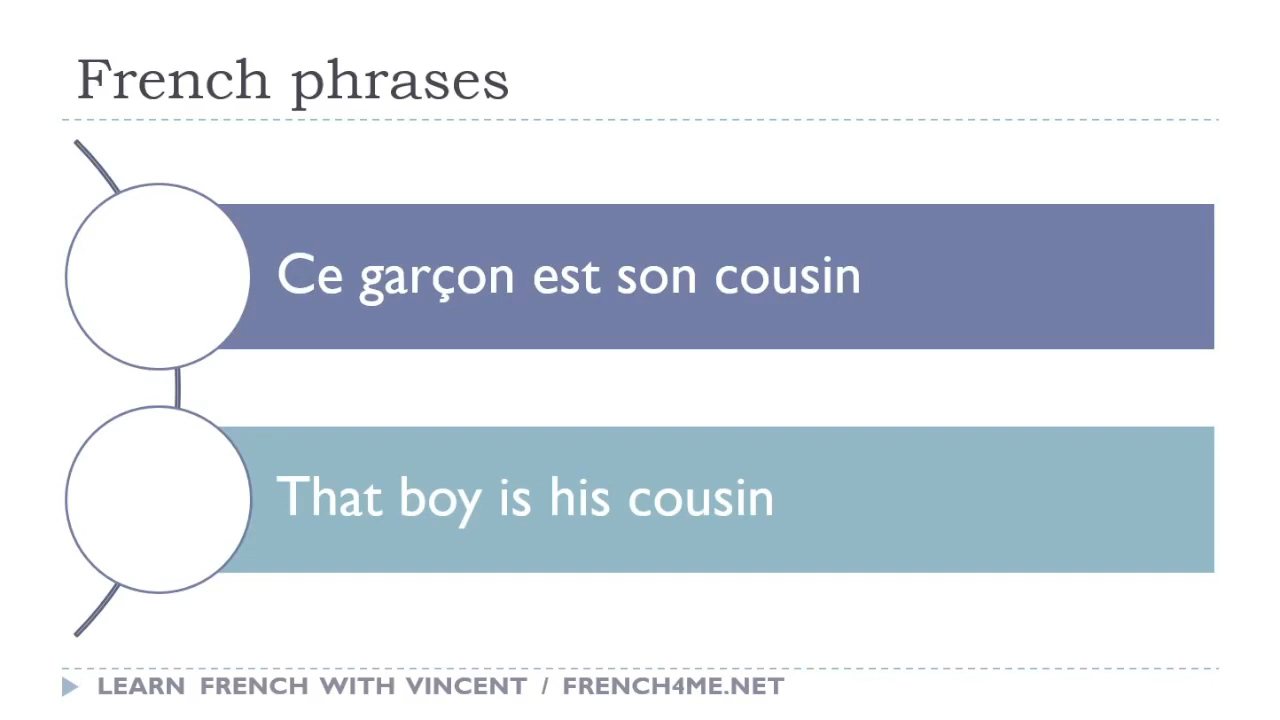 French phrases
Ce garçon est son cousin
That boy is his cousin
LEARN FRENCH WITH VINCENT / FRENCH4ME.NET